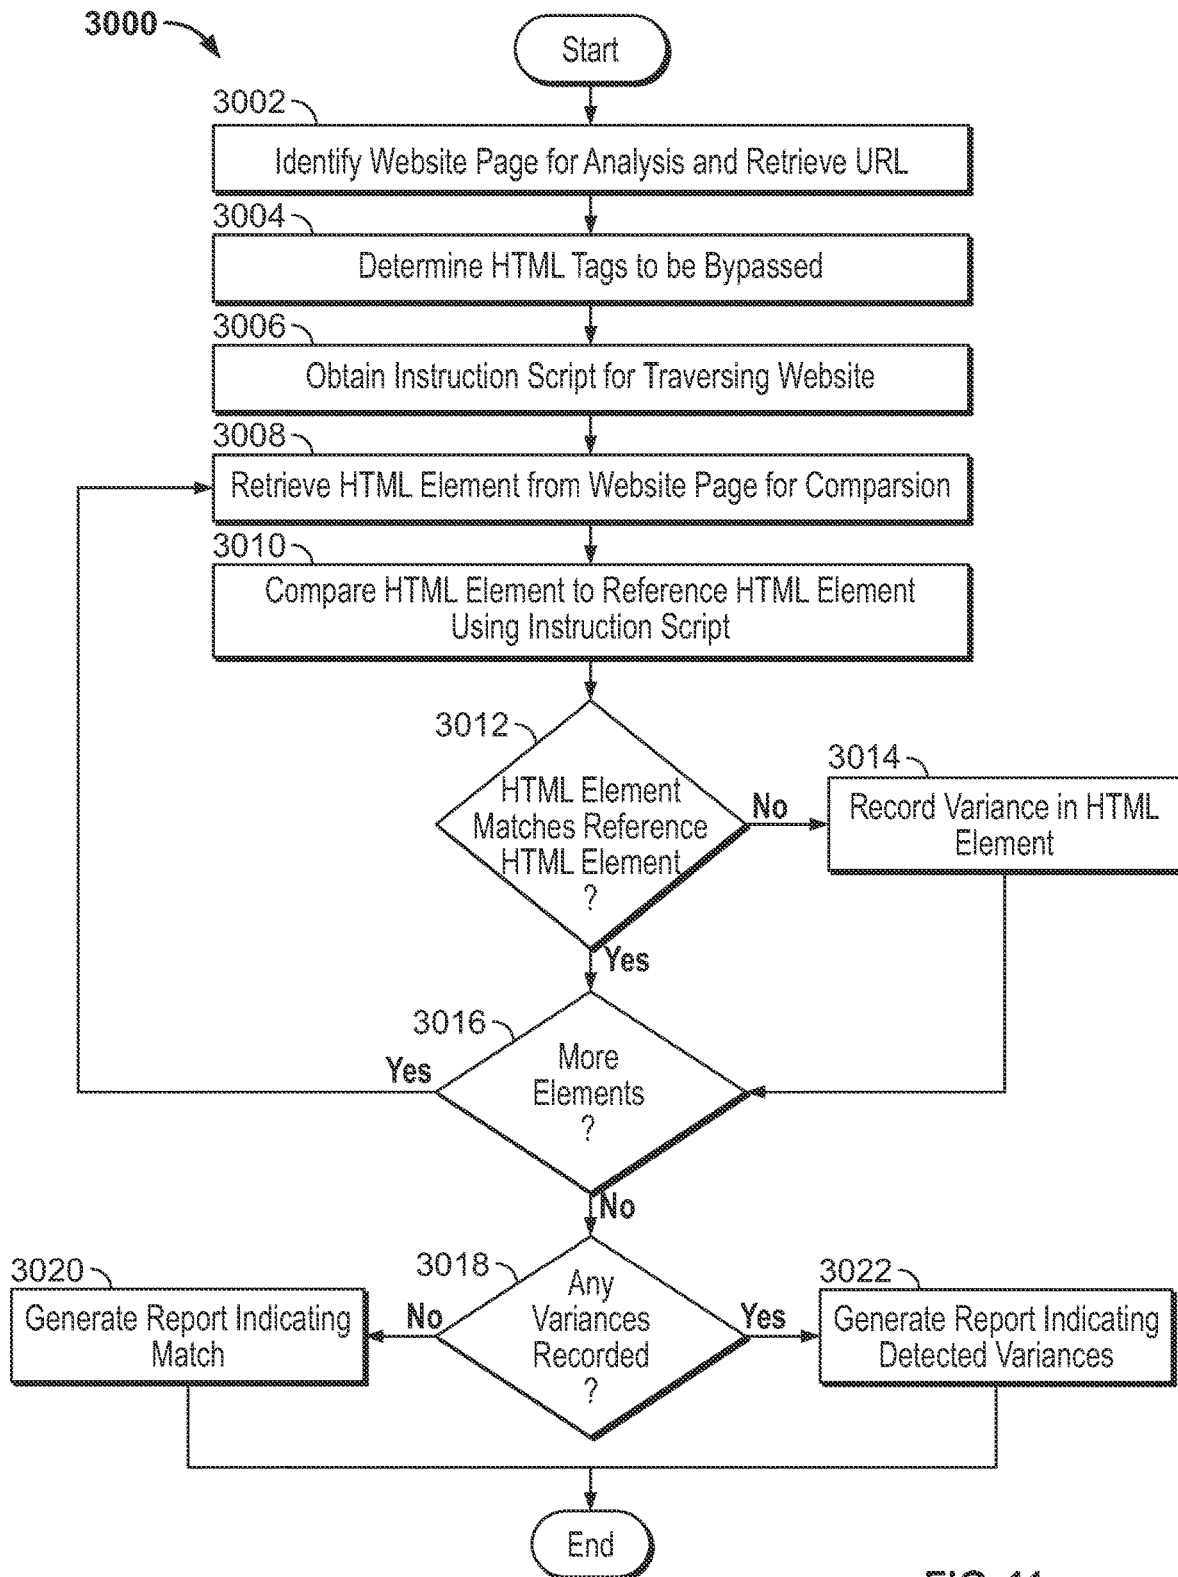 3000
Start
3002
Identify Website Page for Analysis and Retrieve URL
3004
Determine HTML Tags to be Bypassed
3006
Obtain Instruction Script for Traversing Website
3008
Retrieve HTML Element from Website Page for Comparsion
3010
Compare HTML Element to Reference HTML Element
Using Instruction Script
3012
HTML Element
Matches Reference
HTML Element
?
No
3014
Record Variance in HTML
Element
Yes
3016
More
Elements
?
Yes
No
3018
Any
Variances
Recorded
?
No
3020
Generate Report Indicating
Match
Yes
3022
Generate Report Indicating
Detected Variances
End